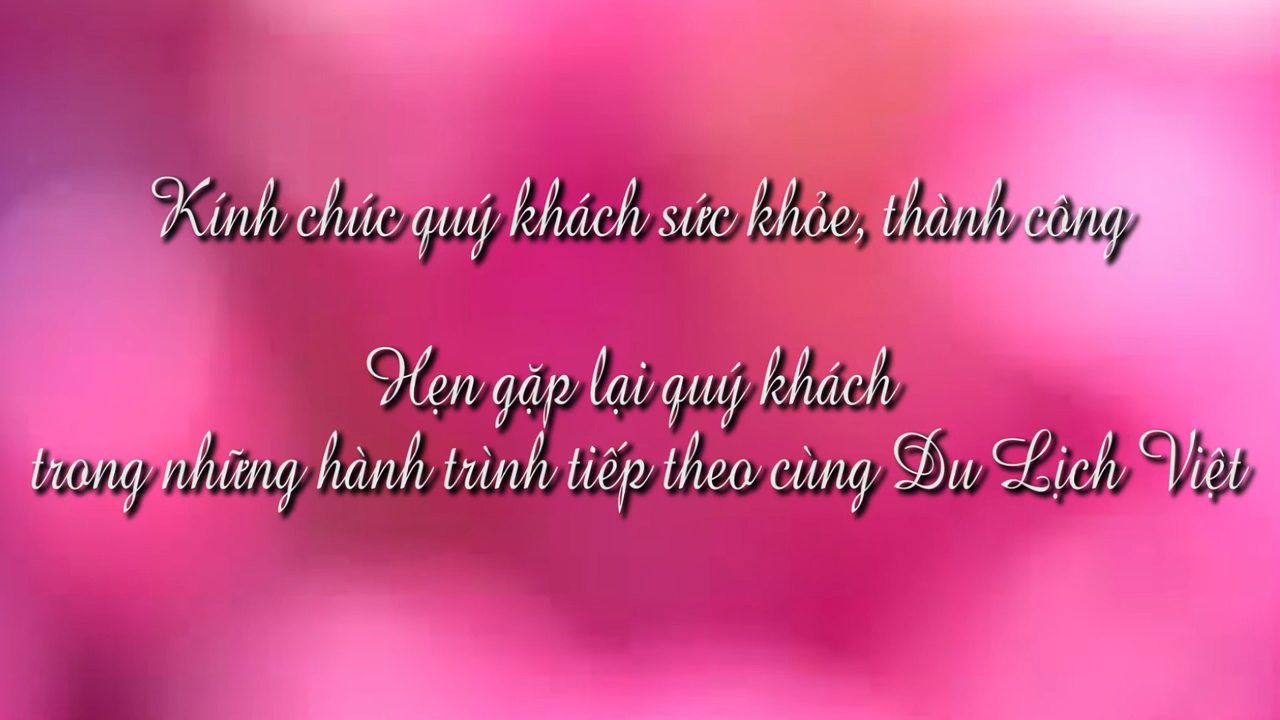 Kính chúc quý khách sức khỏe, thành công
Hẹn gặp lại quý khách
trong những hành trình tiếp theo cùng Du Lịch Việt